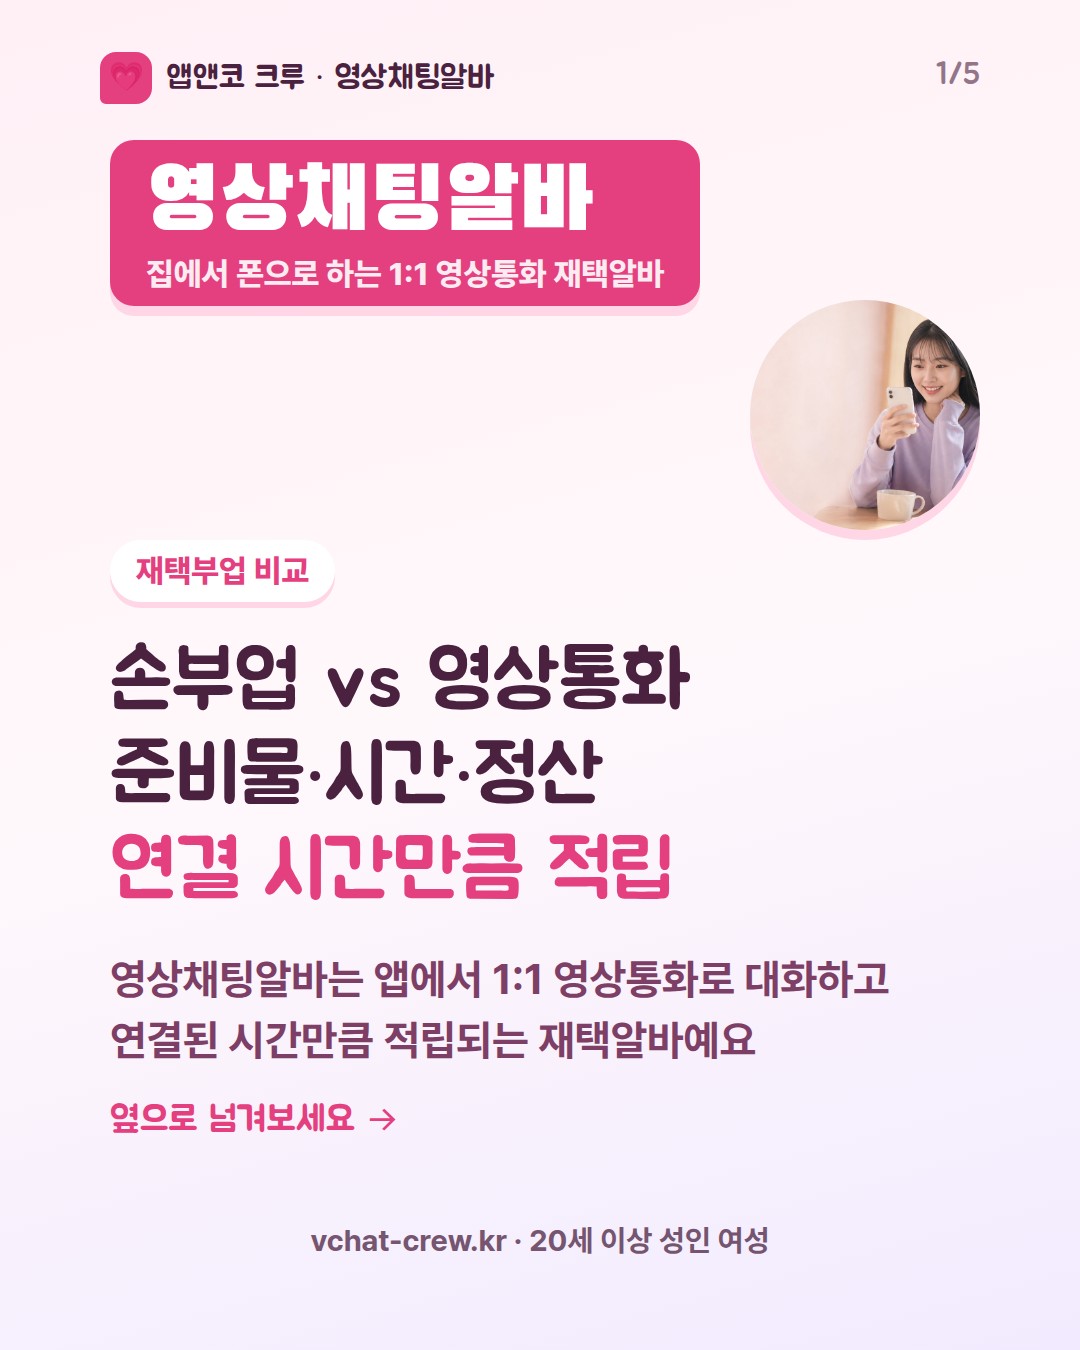 앱앤코 크루 · 영상채팅알바
1/5
영상채팅알바
집에서 폰으로 하는 1:1 영상통화 재택알바
재택부업 비교
손부업 vs 영상통화
준비물·시간·정산
연결 시간만큼 적립
영상채팅알바는 앱에서 1:1 영상통화로 대화하고
연결된 시간만큼 적립되는 재택알바예요
옆으로 넘겨보세요 →
vchat-crew.kr · 20세 이상 성인 여성